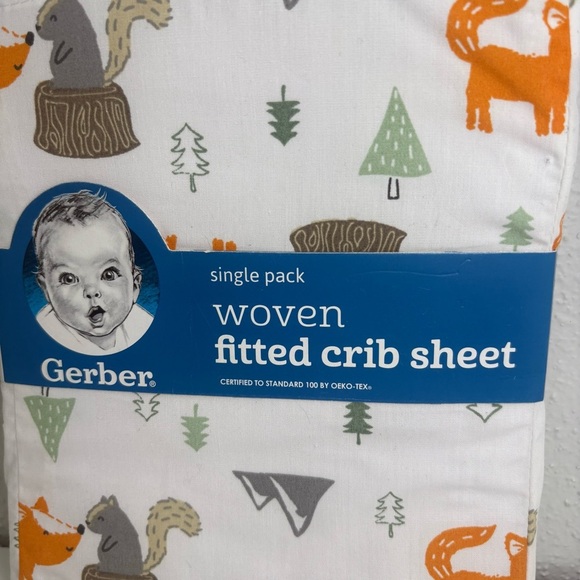 single pack
woven
fitted crib sheet
Gerber®
CERTIFIED TO STANDARD 100 BY OEKO-TEX®